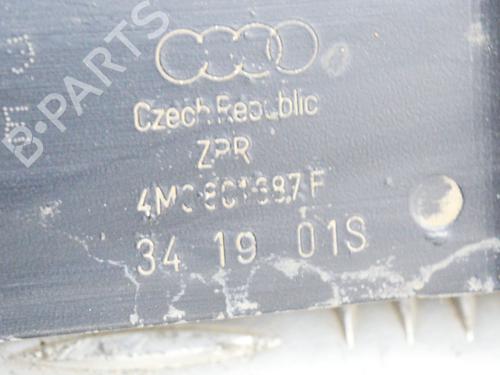 B-PARTS
Czech Republic
ZPR
34 19 01S